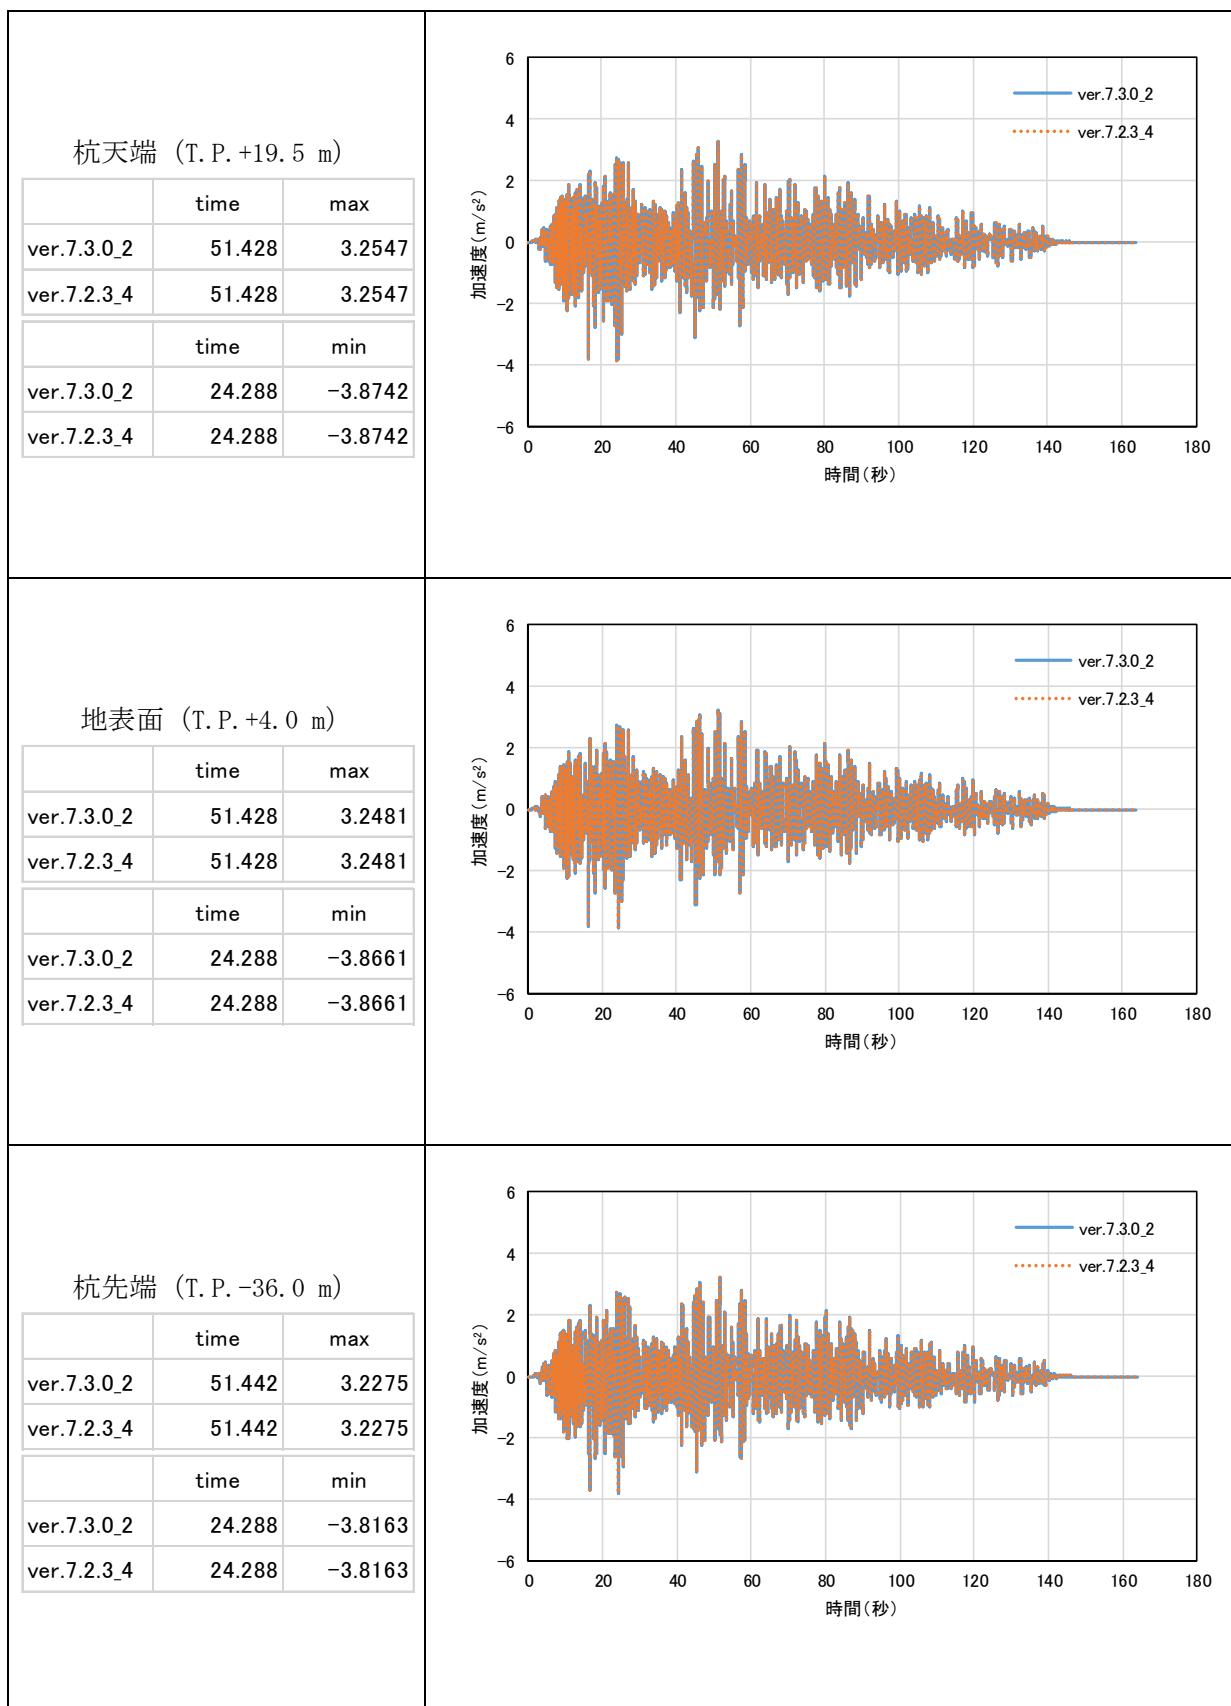 杭天端 (T.P.+19.5 m)
time max
ver.7.3.0_2 51.428 3.2547
ver.7.2.3_4 51.428 3.2547
time min
ver.7.3.0_2 24.288 -3.8742
ver.7.2.3_4 24.288 -3.8742
6
4
2
0
-2
-4
-6
加速度(m/s²)
ver.7.3.0_2
ver.7.2.3_4
0 20 40 60 80 100 120 140 160 180
時間(秒)
地表面 (T.P.+4.0 m)
time max
ver.7.3.0_2 51.428 3.2481
ver.7.2.3_4 51.428 3.2481
time min
ver.7.3.0_2 24.288 -3.8661
ver.7.2.3_4 24.288 -3.8661
6
4
2
0
-2
-4
-6
加速度(m/s²)
ver.7.3.0_2
ver.7.2.3_4
0 20 40 60 80 100 120 140 160 180
時間(秒)
杭先端 (T.P.-36.0 m)
time max
ver.7.3.0_2 51.442 3.2275
ver.7.2.3_4 51.442 3.2275
time min
ver.7.3.0_2 24.288 -3.8163
ver.7.2.3_4 24.288 -3.8163
6
4
2
0
-2
-4
-6
加速度(m/s²)
ver.7.3.0_2
ver.7.2.3_4
0 20 40 60 80 100 120 140 160 180
時間(秒)